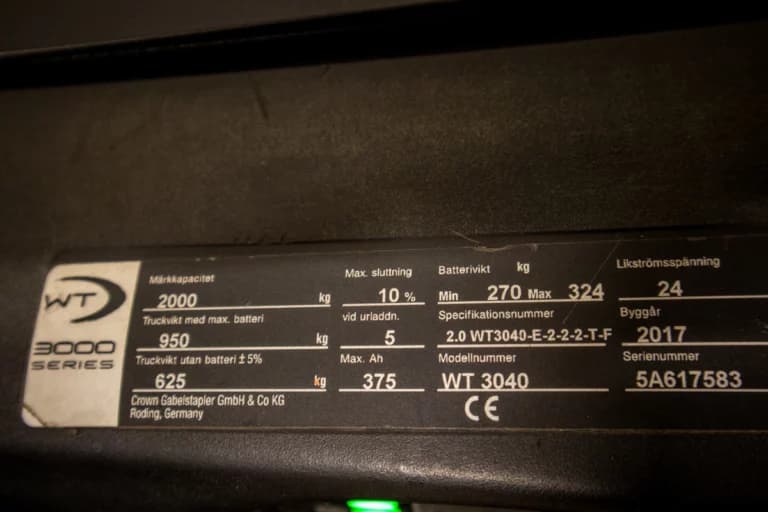 WT
3000
SERIES
Märkkapacitet
2000 kg
Truckvikt med max. batteri
950 kg
Truckvikt utan batteri ±5%
625 kg
Crown Gabelstapler GmbH & Co KG
Roding, Germany
Max. sluttning
10 %
vid urladdn.
5
Max. Ah
375
Batterivikt kg
Min 270 Max 324
Specifikationsnummer
2.0 WT3040-E-2-2-2-T-F
Modellnummer
WT 3040
CE
Likströmsspänning
24
Byggår
2017
Serienummer
5A617583